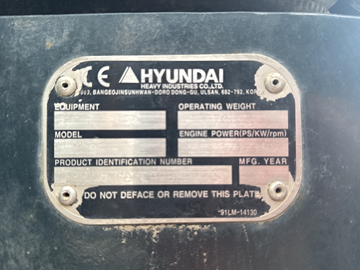 CE HYUNDAI
HEAVY INDUSTRIES CO.,LTD.
BANGEOJINSUNHWAN-DORO DONG-GU, ULSAN, 682-792, KOR
EQUIPMENT
OPERATING WEIGHT
MODEL
ENGINE POWER(PS/KW/rpm)
PRODUCT IDENTIFICATION NUMBER
MFG. YEAR
DO NOT DEFACE OR REMOVE THIS PLATE
91LM-14130